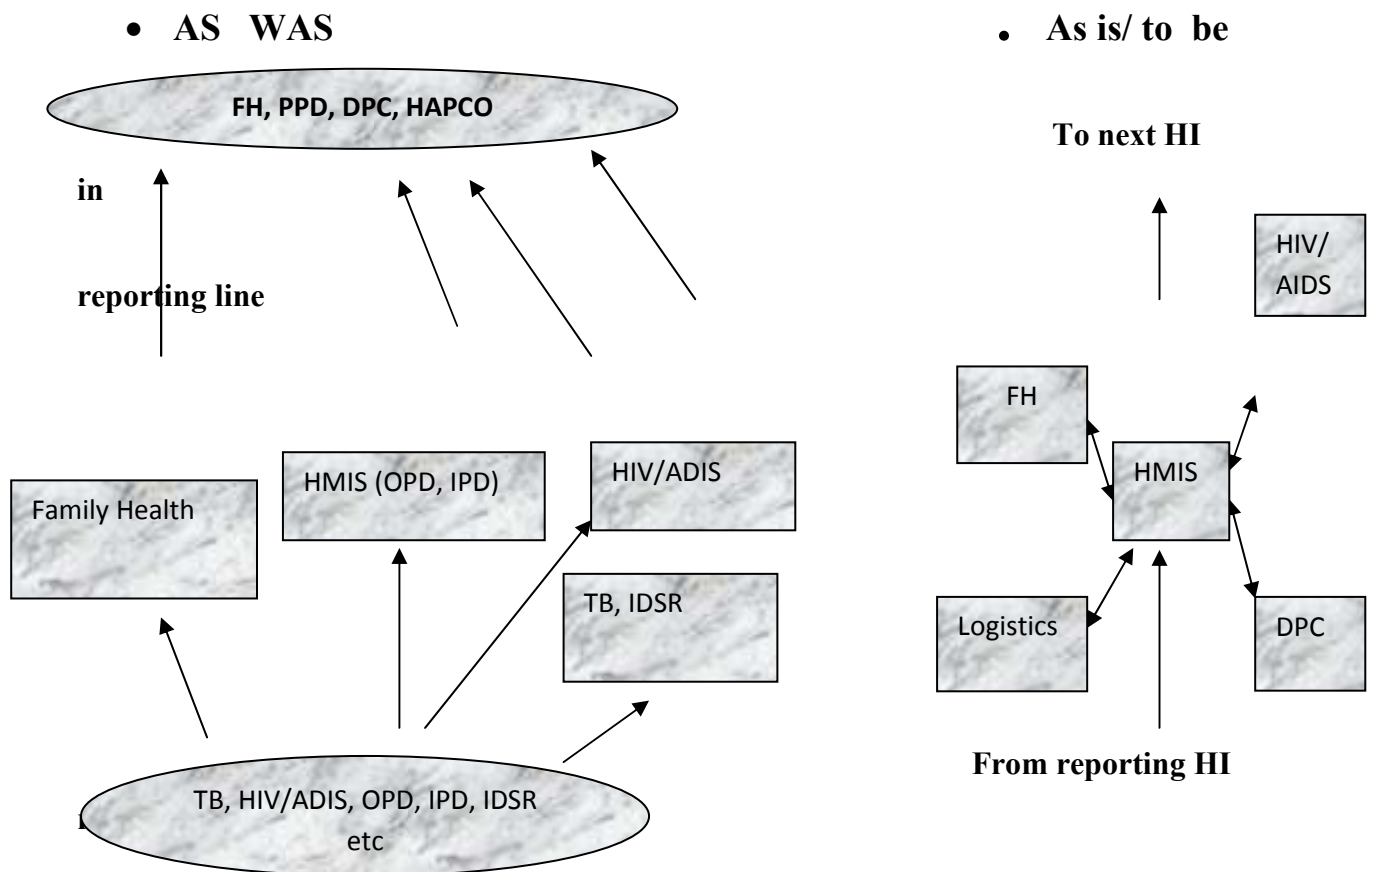 • AS WAS
FH, PPD, DPC, HAPCO
in
reporting line
Family Health
HMIS (OPD, IPD)
HIV/ADIS
TB, IDSR
TB, HIV/ADIS, OPD, IPD, IDSR
etc
• As is/ to be
To next HI
HIV/
AIDS
FH
HMIS
Logistics
DPC
From reporting HI